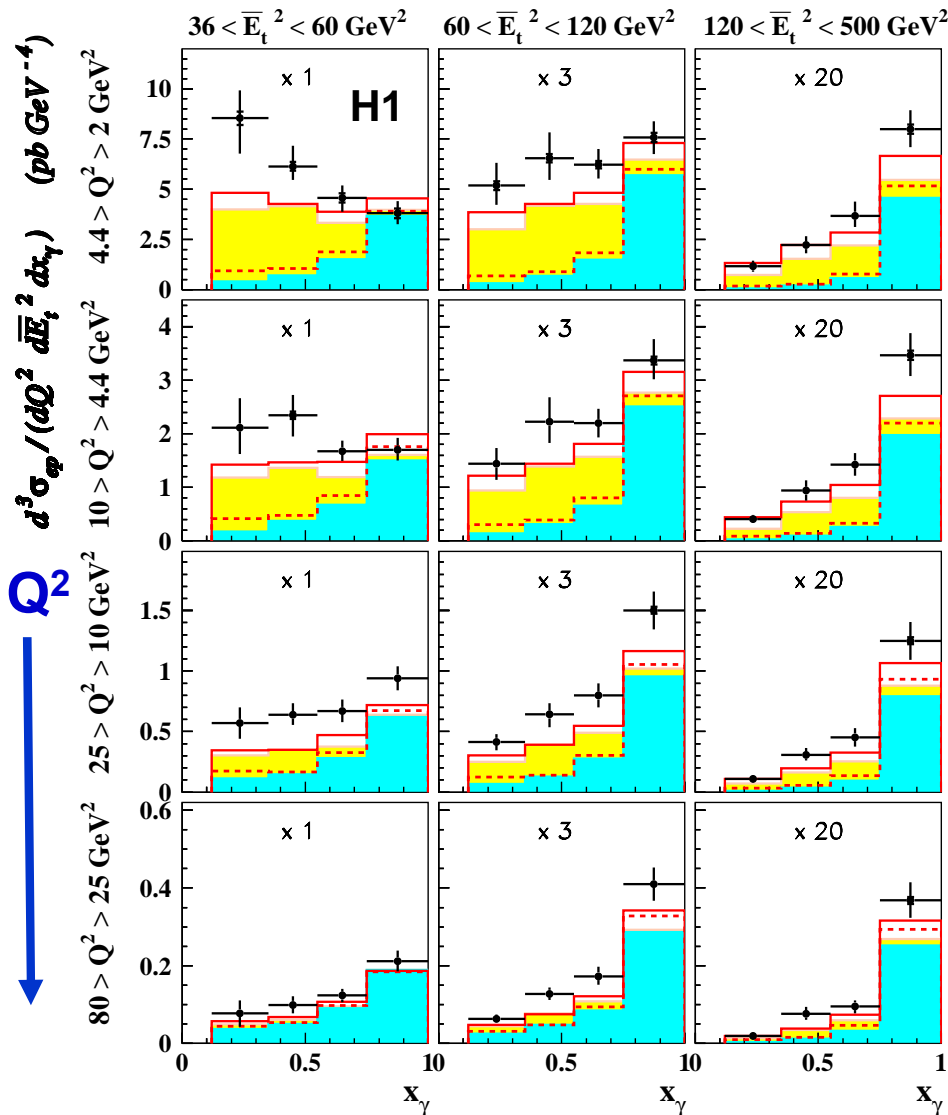 36 < E̅ₜ² < 60 GeV² 60 < E̅ₜ² < 120 GeV² 120 < E̅ₜ² < 500 GeV²
d³σₑₚ/(dQ² dE̅ₜ² dxᵧ) (pb GeV⁻⁴)
4.4 > Q² > 2 GeV²
10
7.5
5
2.5
0
x 1
H1
x 3
x 20
10 > Q² > 4.4 GeV²
4
3
2
1
0
x 1
x 3
x 20
Q²
25 > Q² > 10 GeV²
1.5
1
0.5
0
x 1
x 3
x 20
80 > Q² > 25 GeV²
0.6
0.4
0.2
0
x 1
x 3
x 20
0 0.5 1 0 0.5 1 0 0.5 1
xᵧ xᵧ xᵧ